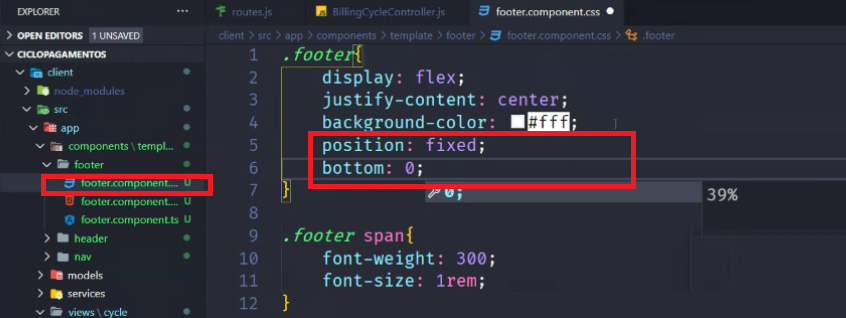 EXPLORER
...
OPEN EDITORS 1 UNSAVED
CICLOPAGAMENTOS
client
node_modules
src
app
components \ templ...
footer
footer.component.... U
footer.component.... U
footer.component.ts U
header
nav
models
services
views \ cycle
routes.js
BillingCycleController.js
footer.component.css
client > src > app > components > template > footer > footer.component.css > .footer
1 .footer{
2 display: flex;
3 justify-content: center;
4 background-color: #fff;
5 position: fixed;
6 bottom: 0;
0;
39%
7 }
8
9 .footer span{
10 font-weight: 300;
11 font-size: 1rem;
12 }